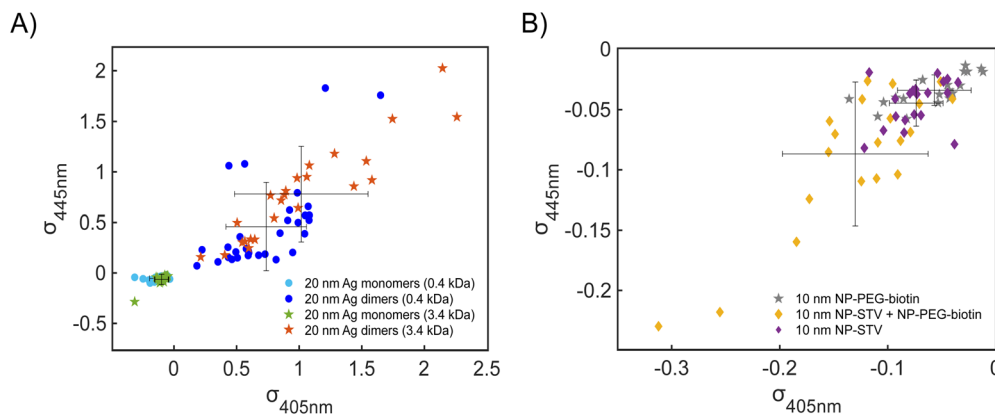 A)
2
1.5
1
0.5
0
-0.5
σ445nm
0
0.5
1
1.5
2
2.5
σ405nm
20 nm Ag monomers (0.4 kDa)
20 nm Ag dimers (0.4 kDa)
20 nm Ag monomers (3.4 kDa)
20 nm Ag dimers (3.4 kDa)
B)
0
-0.05
-0.1
-0.15
-0.2
σ445nm
-0.3
-0.2
-0.1
0
σ405nm
10 nm NP-PEG-biotin
10 nm NP-STV + NP-PEG-biotin
10 nm NP-STV